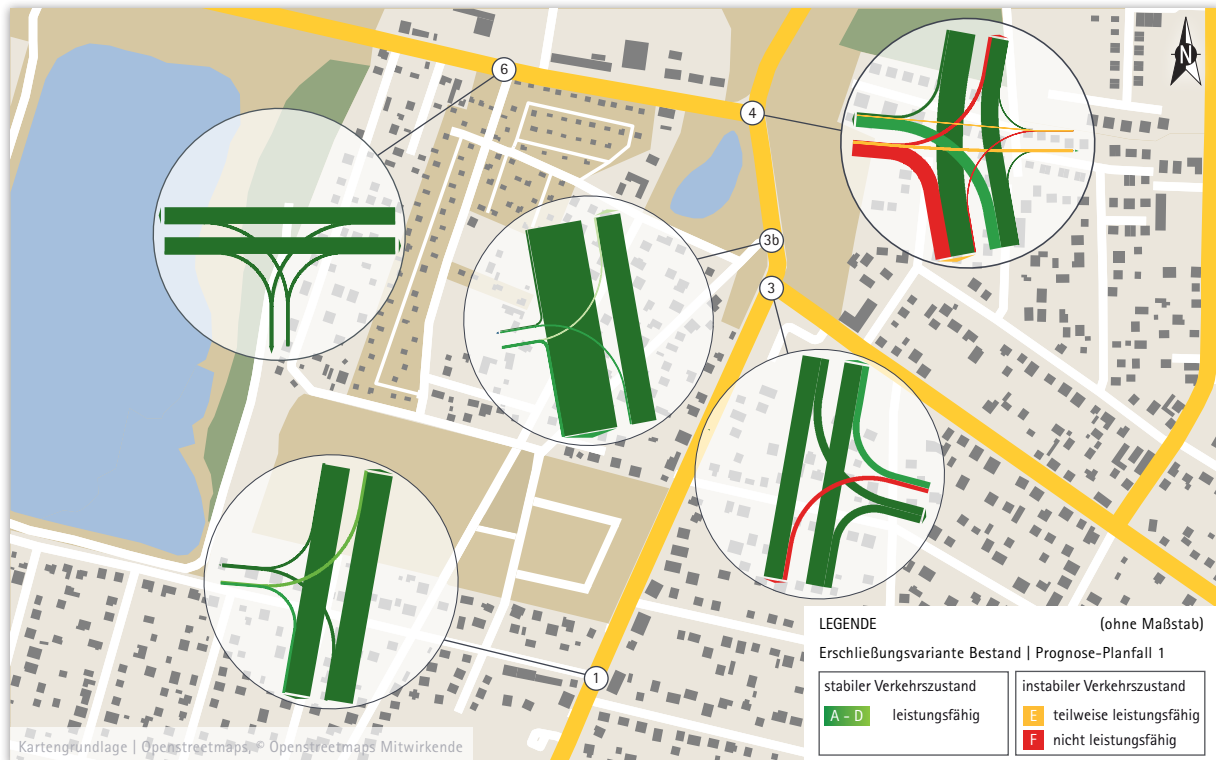 N
6
4
3b
3
1
LEGENDE (ohne Maßstab)
Erschließungsvariante Bestand | Prognose-Planfall 1
stabiler Verkehrszustand
A - D leistungsfähig
instabiler Verkehrszustand
E teilweise leistungsfähig
F nicht leistungsfähig
Kartengrundlage | Openstreetmaps, © Openstreetmaps Mitwirkende